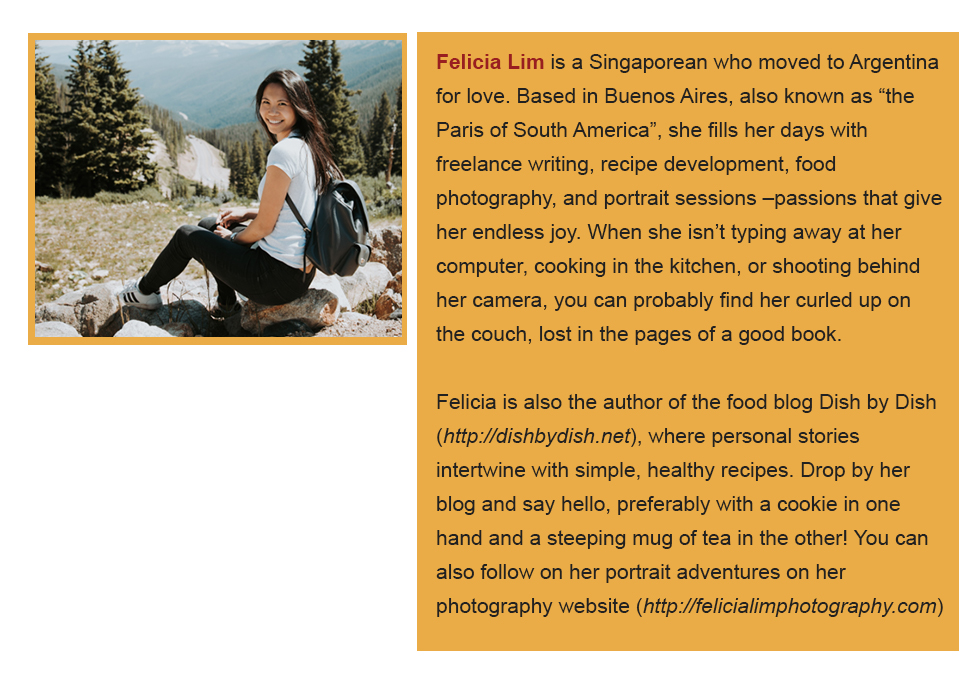 Felicia Lim is a Singaporean who moved to Argentina
for love. Based in Buenos Aires, also known as “the
Paris of South America”, she fills her days with
freelance writing, recipe development, food
photography, and portrait sessions –passions that give
her endless joy. When she isn’t typing away at her
computer, cooking in the kitchen, or shooting behind
her camera, you can probably find her curled up on
the couch, lost in the pages of a good book.
Felicia is also the author of the food blog Dish by Dish
(http://dishbydish.net), where personal stories
intertwine with simple, healthy recipes. Drop by her
blog and say hello, preferably with a cookie in one
hand and a steeping mug of tea in the other! You can
also follow on her portrait adventures on her
photography website (http://felicialimphotography.com)